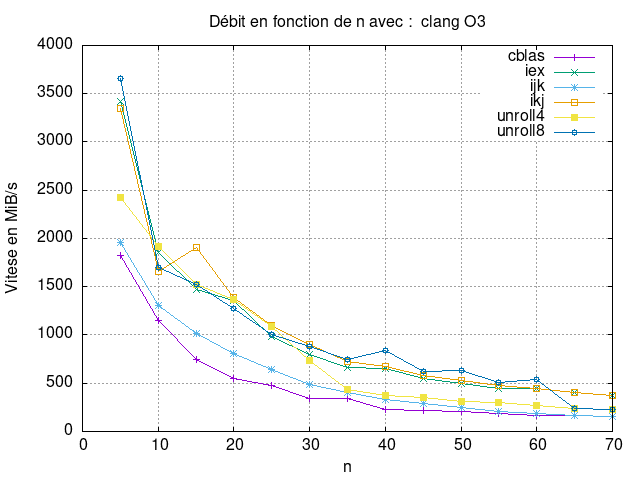 Débit en fonction de n avec : clang O3
cblas
iex
ijk
ikj
unroll4
unroll8
4000
3500
3000
2500
2000
1500
1000
500
0
Vitese en MiB/s
0 10 20 30 40 50 60 70
n